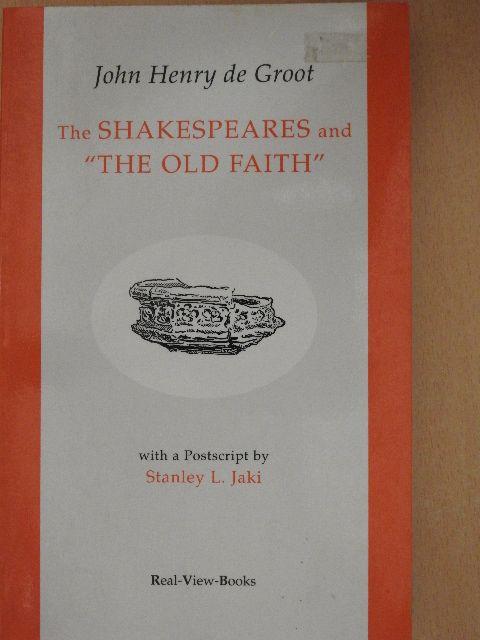 John Henry de Groot
The SHAKESPEARES and
"THE OLD FAITH"
with a Postscript by
Stanley L. Jaki
Real-View-Books